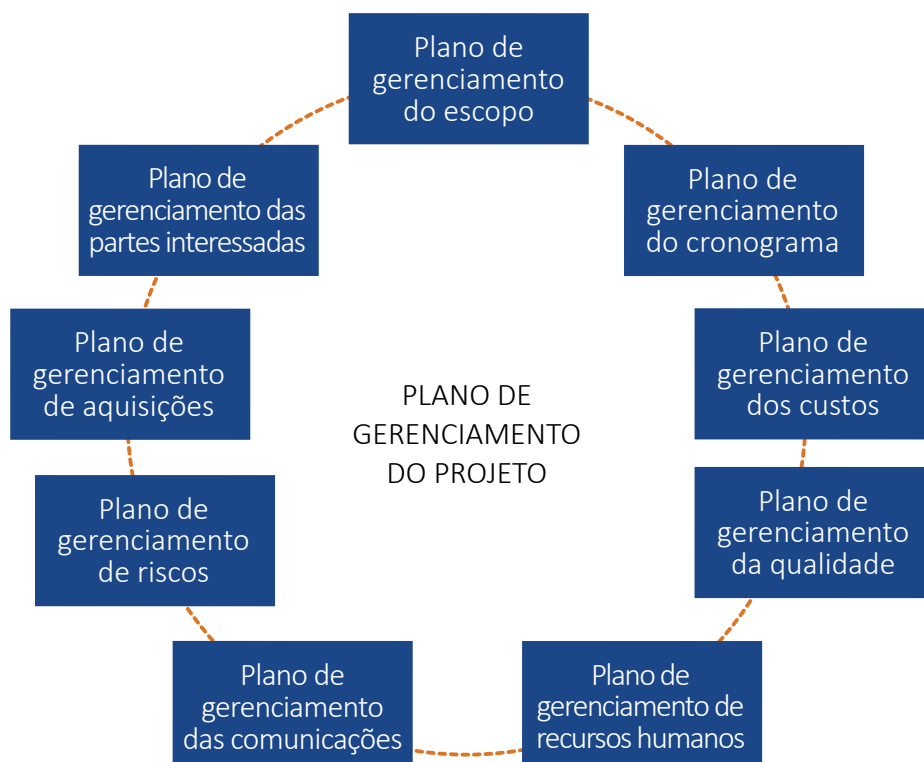 Plano de
gerenciamento
do escopo
Plano de
gerenciamento das
partes interessadas
Plano de
gerenciamento
do cronograma
Plano de
gerenciamento
de aquisições
PLANO DE
GERENCIAMENTO
DO PROJETO
Plano de
gerenciamento
dos custos
Plano de
gerenciamento
de riscos
Plano de
gerenciamento
da qualidade
Plano de
gerenciamento
das comunicações
Plano de
gerenciamento de
recursos humanos